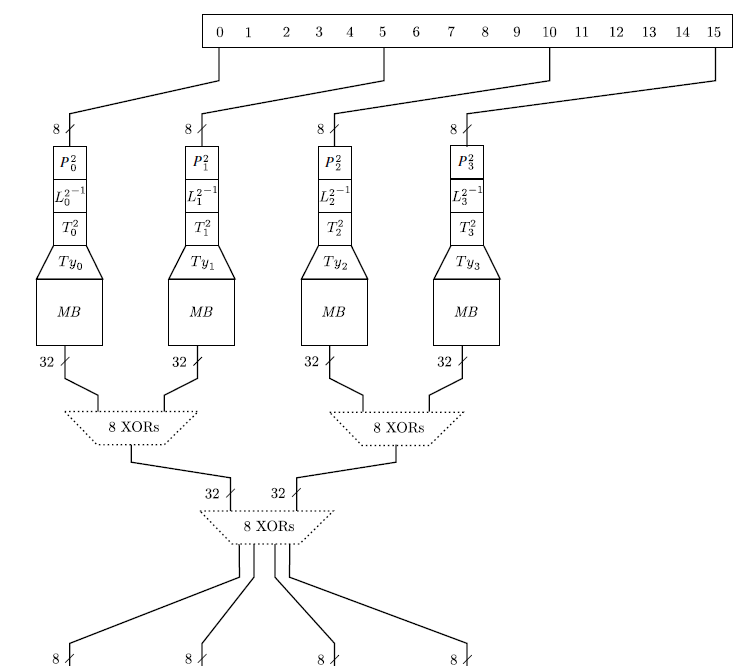 0 1 2 3 4 5 6 7 8 9 10 11 12 13 14 15
8 8 8 8
P_0^2 P_1^2 P_2^2 P_3^2
L_0^{2^{-1}} L_1^{2^{-1}} L_2^{2^{-1}} L_3^{2^{-1}}
T_0^2 T_1^2 T_2^2 T_3^2
Ty_0 Ty_1 Ty_2 Ty_3
MB MB MB MB
32 32 32 32
8 XORs 8 XORs
32 32
8 XORs
8 8 8 8